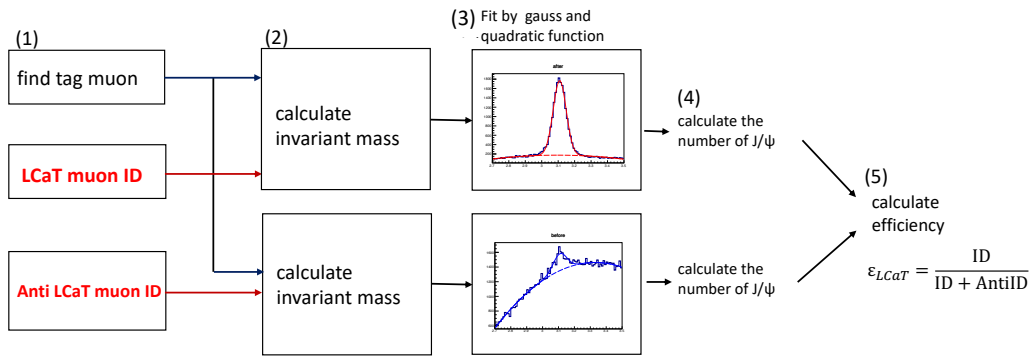 (1)
find tag muon
LCaT muon ID
Anti LCaT muon ID
(2)
calculate
invariant mass
calculate
invariant mass
(3) Fit by gauss and
quadratic function
after
before
(4)
calculate the
number of J/ψ
calculate the
number of J/ψ
(5)
calculate
efficiency
ε_LCaT = ID / (ID + AntiID)